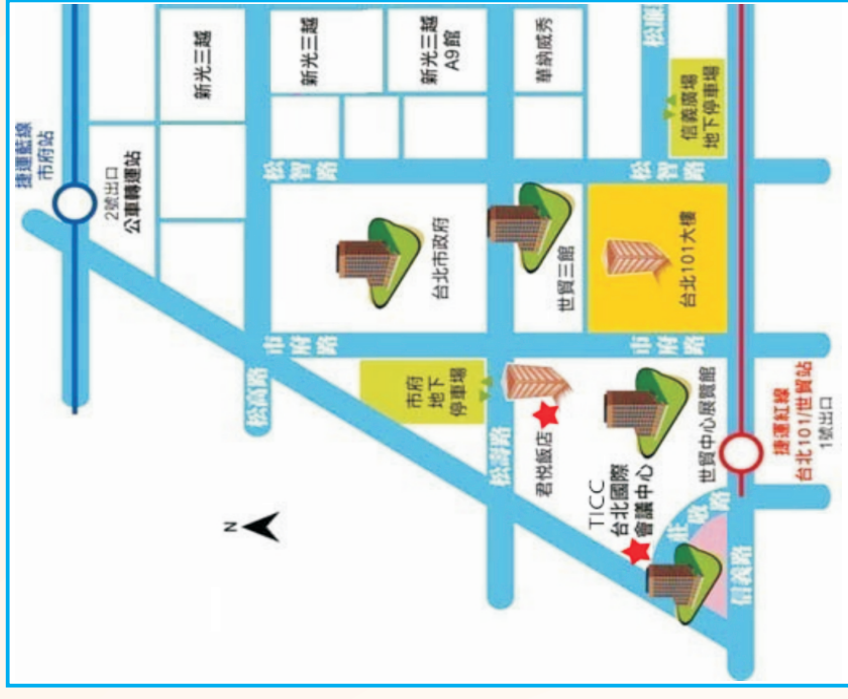 捷運藍線
市府站
2號出口
公車轉運站
新光三越
新光三越
新光三越
A9館
華納威秀
信義廣場
地下停車場
松智路
松智路
台北市政府
世貿三館
台北101大樓
市府路
市府路
松高路
市府
地下
停車場
松壽路
君悅飯店
世貿中心展覽館
捷運紅線
台北101/世貿站
1號出口
TICC
台北國際
會議中心
莊敬路
信義路
N